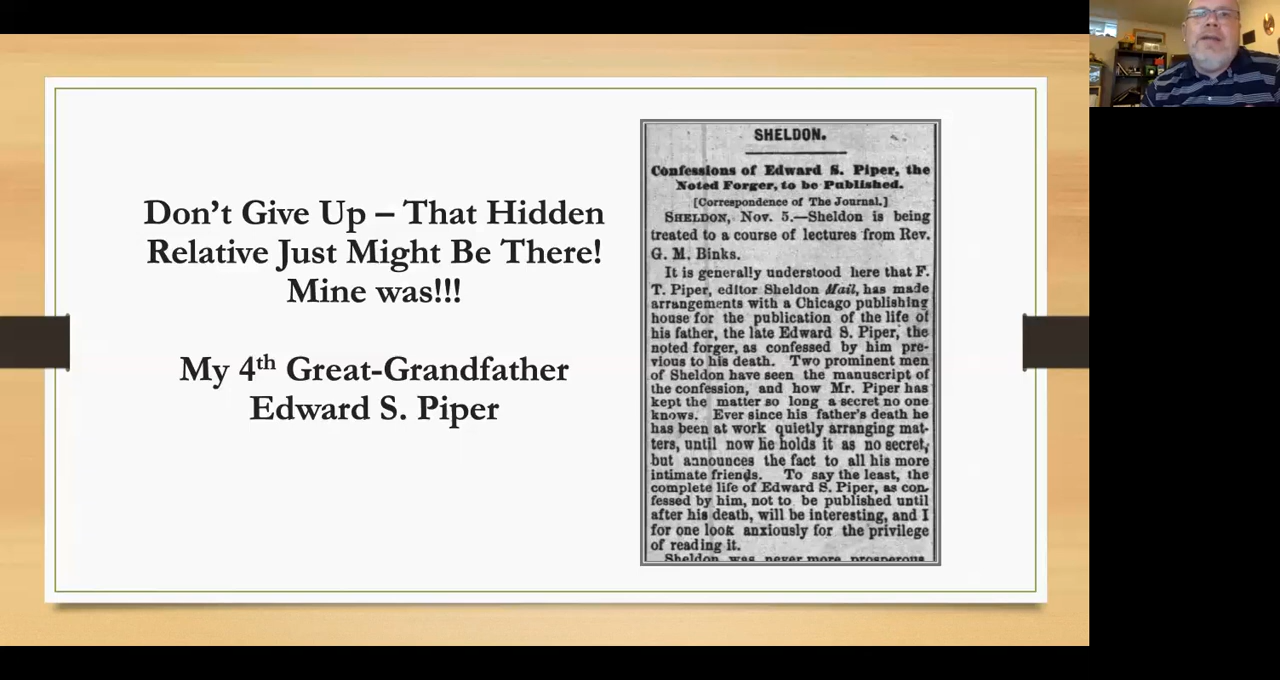 Don't Give Up – That Hidden
Relative Just Might Be There!
Mine was!!!
My 4th Great-Grandfather
Edward S. Piper
SHELDON.
Confessions of Edward S. Piper, the
Noted Forger, to be Published.
[Correspondence of The Journal.]
SHELDON, Nov. 5.—Sheldon is being
treated to a course of lectures from Rev.
G. M. Binks.
It is generally understood here that F.
T. Piper, editor Sheldon Mail, has made
arrangements with a Chicago publishing
house for the publication of the life of
his father, the late Edward S. Piper, the
noted forger, as confessed by him pre-
vious to his death. Two prominent men
of Sheldon have seen the manuscript of
the confession, and how Mr. Piper has
kept the matter so long a secret no one
knows. Ever since his father's death he
has been at work quietly arranging mat-
ters, until now he holds it as no secret,
but announces the fact to all his more
intimate friends. To say the least, the
complete life of Edward S. Piper, as con-
fessed by him, not to be published until
after his death, will be interesting, and I
for one look anxiously for the privilege
of reading it.
Sheldon was never more prosperous